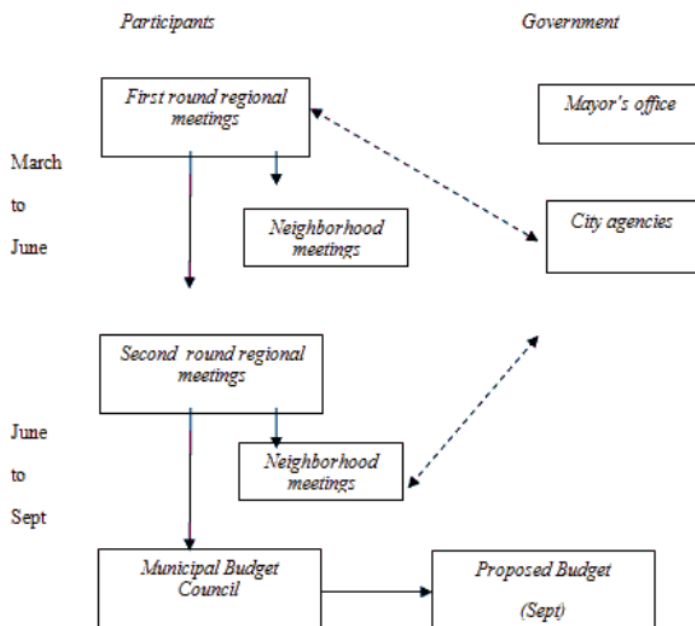 Participants
Government
First round regional
meetings
Mayor's office
March
to
June
Neighborhood
meetings
City agencies
Second round regional
meetings
June
to
Sept
Neighborhood
meetings
Municipal Budget
Council
Proposed Budget
(Sept)